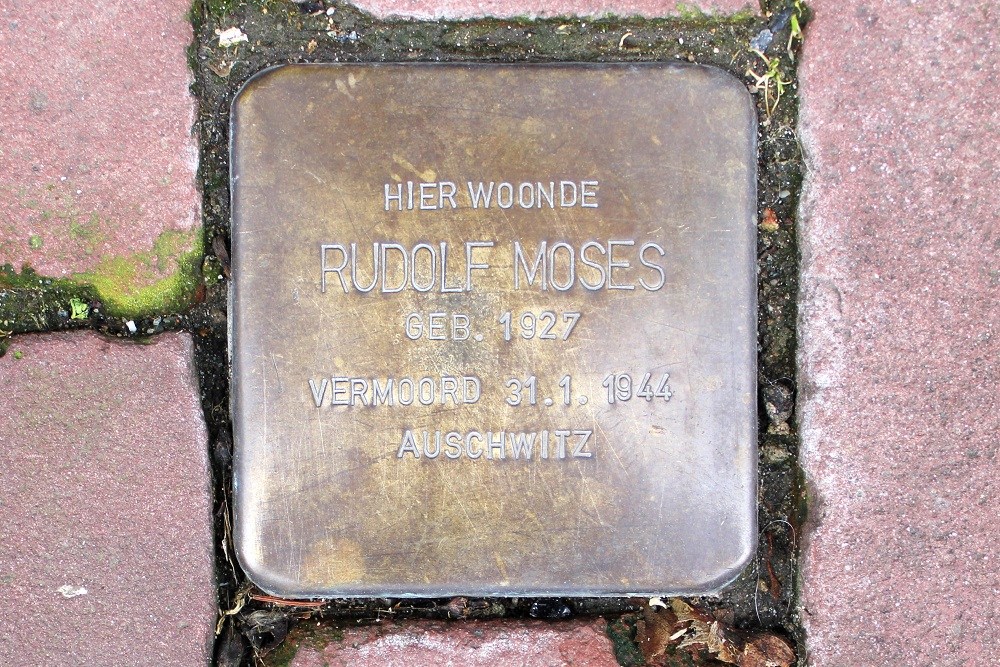 HIER WOONDE
RUDOLF MOSES
GEB. 1927
VERMOORD 31.1.1944
AUSCHWITZ